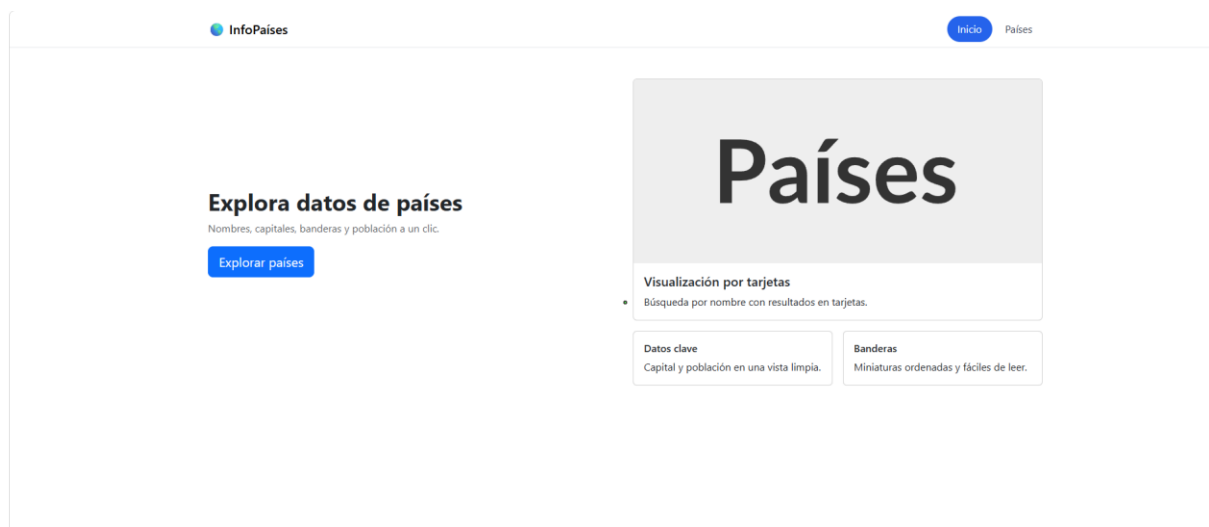 InfoPaíses
Inicio
Países
Países
Explora datos de países
Nombres, capitales, banderas y población a un clic.
Explorar países
Visualización por tarjetas
Búsqueda por nombre con resultados en tarjetas.
Datos clave
Capital y población en una vista limpia.
Banderas
Miniaturas ordenadas y fáciles de leer.